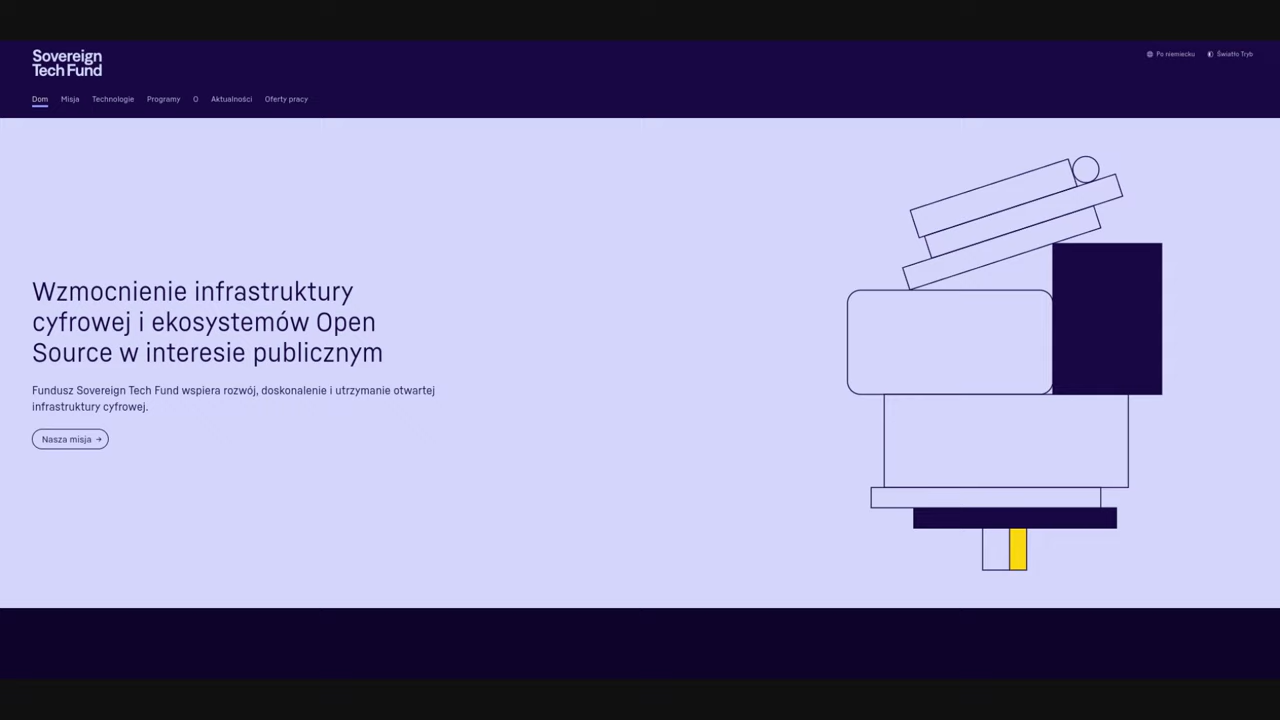 Sovereign
Tech Fund
Po niemiecku
Światło Tryb
Dom
Misja
Technologie
Programy
O
Aktualności
Oferty pracy
Wzmocnienie infrastruktury
cyfrowej i ekosystemów Open
Source w interesie publicznym
Fundusz Sovereign Tech Fund wspiera rozwój, doskonalenie i utrzymanie otwartej
infrastruktury cyfrowej.
Nasza misja →